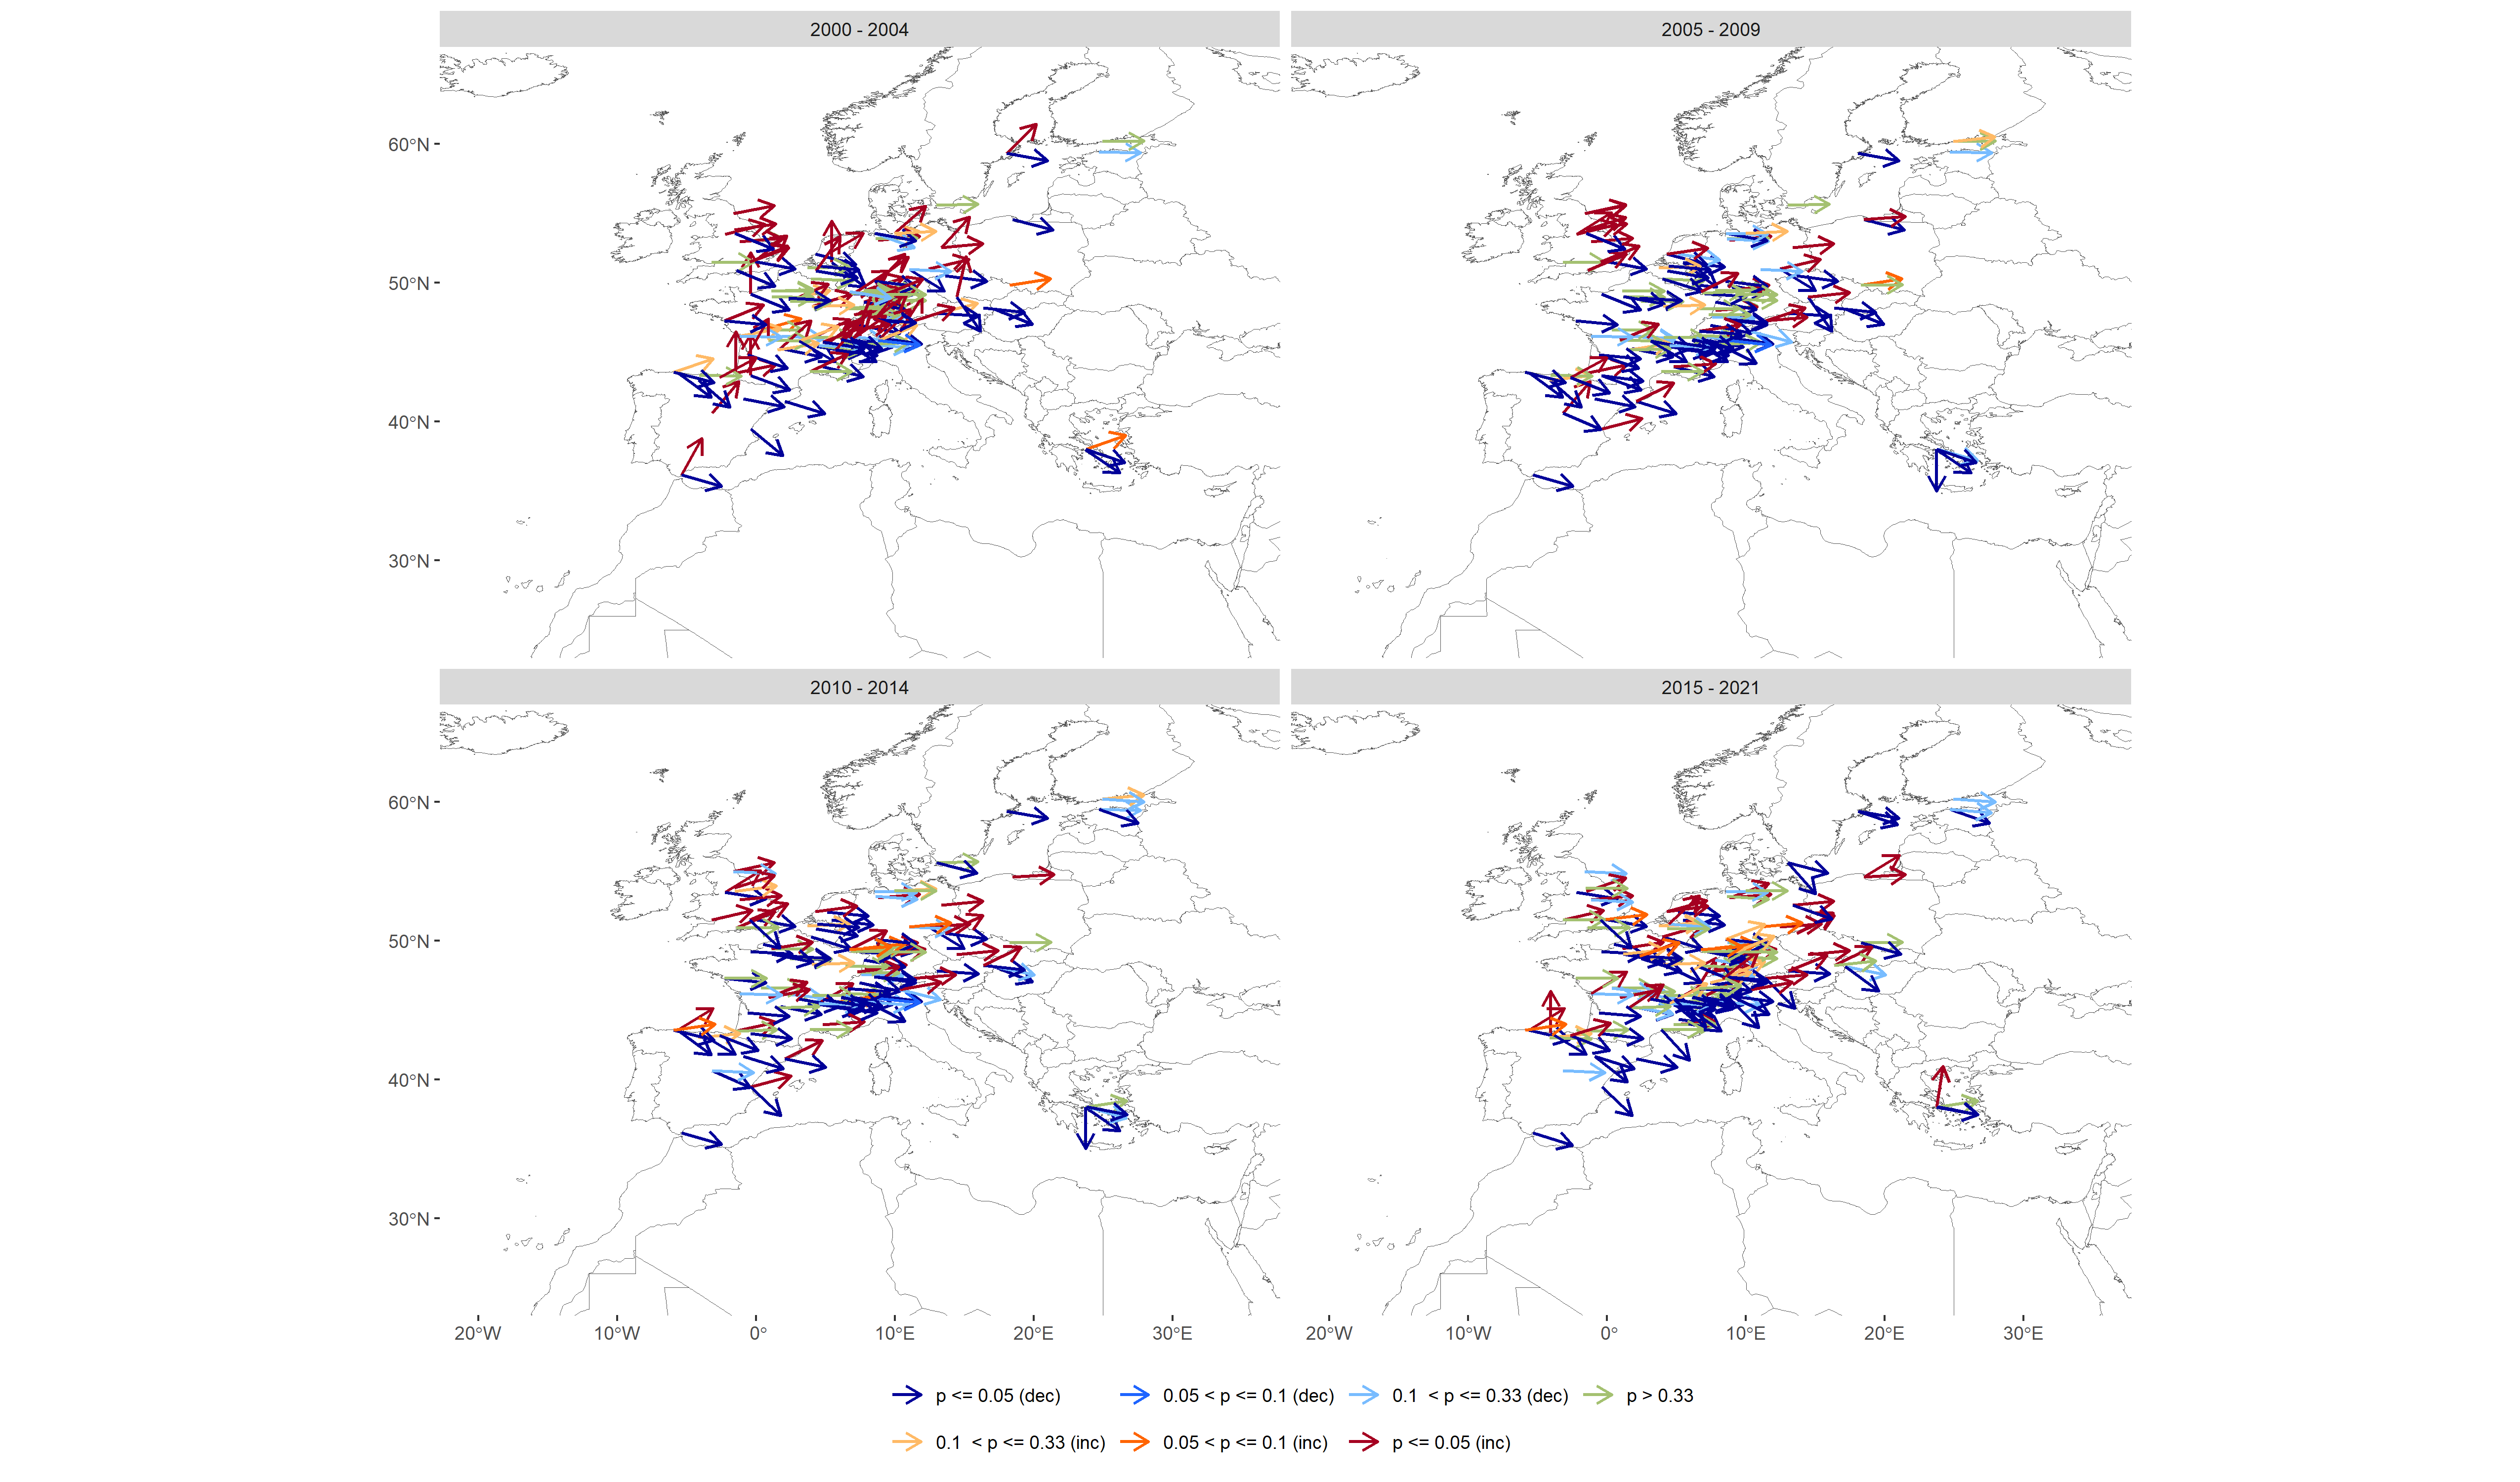 2000 - 2004
2005 - 2009
60°N
50°N
40°N
30°N
2010 - 2014
2015 - 2021
60°N
50°N
40°N
30°N
20°W 10°W 0° 10°E 20°E 30°E
20°W 10°W 0° 10°E 20°E 30°E
p <= 0.05 (dec) 0.05 < p <= 0.1 (dec) 0.1 < p <= 0.33 (dec) p > 0.33
0.1 < p <= 0.33 (inc) 0.05 < p <= 0.1 (inc) p <= 0.05 (inc)